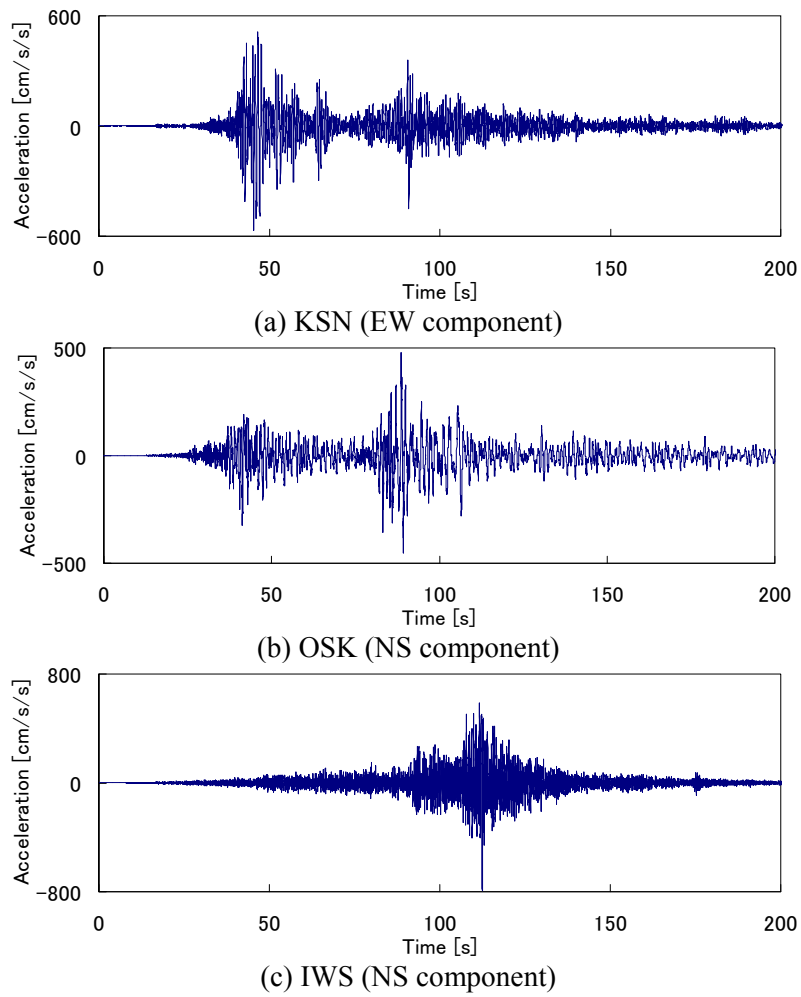 600
Acceleration [cm/s/s]
0
−600
0 50 100 150 200
Time [s]
(a) KSN (EW component)
500
Acceleration [cm/s/s]
0
−500
0 50 100 150 200
Time [s]
(b) OSK (NS component)
800
Acceleration [cm/s/s]
0
−800
0 50 100 150 200
Time [s]
(c) IWS (NS component)